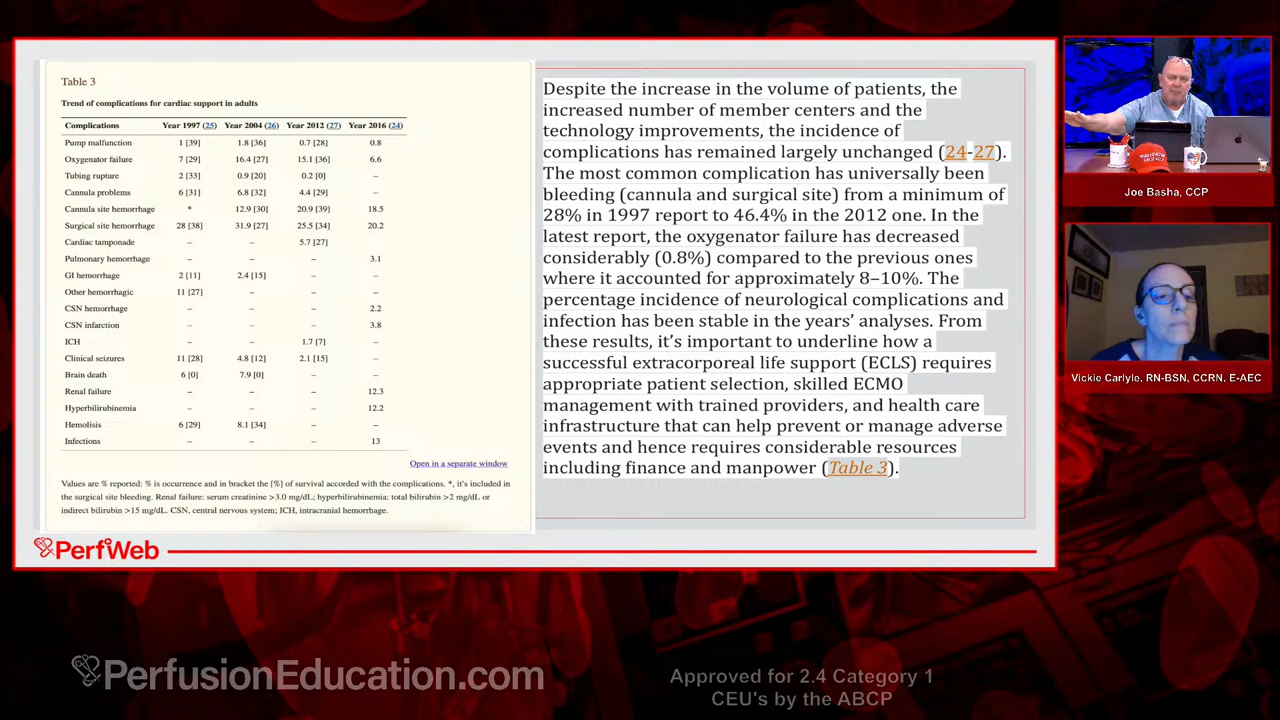 Table 3
Trend of complications for cardiac support in adults
Complications Year 1997 (25) Year 2004 (26) Year 2012 (27) Year 2016 (24)
Pump malfunction 1 [39] 1.8 [36] 0.7 [28] 0.8
Oxygenator failure 7 [29] 16.4 [27] 15.1 [36] 6.6
Tubing rupture 2 [33] 0.9 [20] 0.2 [0] –
Cannula problems 6 [31] 6.8 [32] 4.4 [29] –
Cannula site hemorrhage * 12.9 [30] 20.9 [39] 18.5
Surgical site hemorrhage 28 [38] 31.9 [27] 25.5 [34] 20.2
Cardiac tamponade – – 5.7 [27]
Pulmonary hemorrhage – – – 3.1
GI hemorrhage 2 [11] 2.4 [15] – –
Other hemorrhagic 11 [27] – – –
CSN hemorrhage – – – 2.2
CSN infarction – – – 3.8
ICH – – 1.7 [7] –
Clinical seizures 11 [28] 4.8 [12] 2.1 [15] –
Brain death 6 [0] 7.9 [0] – –
Renal failure – – – 12.3
Hyperbilirubinemia – – – 12.2
Hemolisis 6 [29] 8.1 [34] – –
Infections – – – 13
Open in a separate window
Values are % reported: % is occurrence and in bracket the [%] of survival accorded with the complications. *, it's included in
the surgical site bleeding. Renal failure: serum creatinine >3.0 mg/dL; hyperbilirubinemia: total bilirubin >2 mg/dL or
indirect bilirubin >15 mg/dL. CSN, central nervous system; ICH, intracranial hemorrhage.
Despite the increase in the volume of patients, the
increased number of member centers and the
technology improvements, the incidence of
complications has remained largely unchanged (24-27).
The most common complication has universally been
bleeding (cannula and surgical site) from a minimum of
28% in 1997 report to 46.4% in the 2012 one. In the
latest report, the oxygenator failure has decreased
considerably (0.8%) compared to the previous ones
where it accounted for approximately 8–10%. The
percentage incidence of neurological complications and
infection has been stable in the years' analyses. From
these results, it's important to underline how a
successful extracorporeal life support (ECLS) requires
appropriate patient selection, skilled ECMO
management with trained providers, and health care
infrastructure that can help prevent or manage adverse
events and hence requires considerable resources
including finance and manpower (Table 3).
Joe Basha, CCP
Vickie Carlyle, RN-BSN, CCRN, E-AEC
PerfWeb
PerfusionEducation.com
Approved for 2.4 Category 1
CEU's by the ABCP